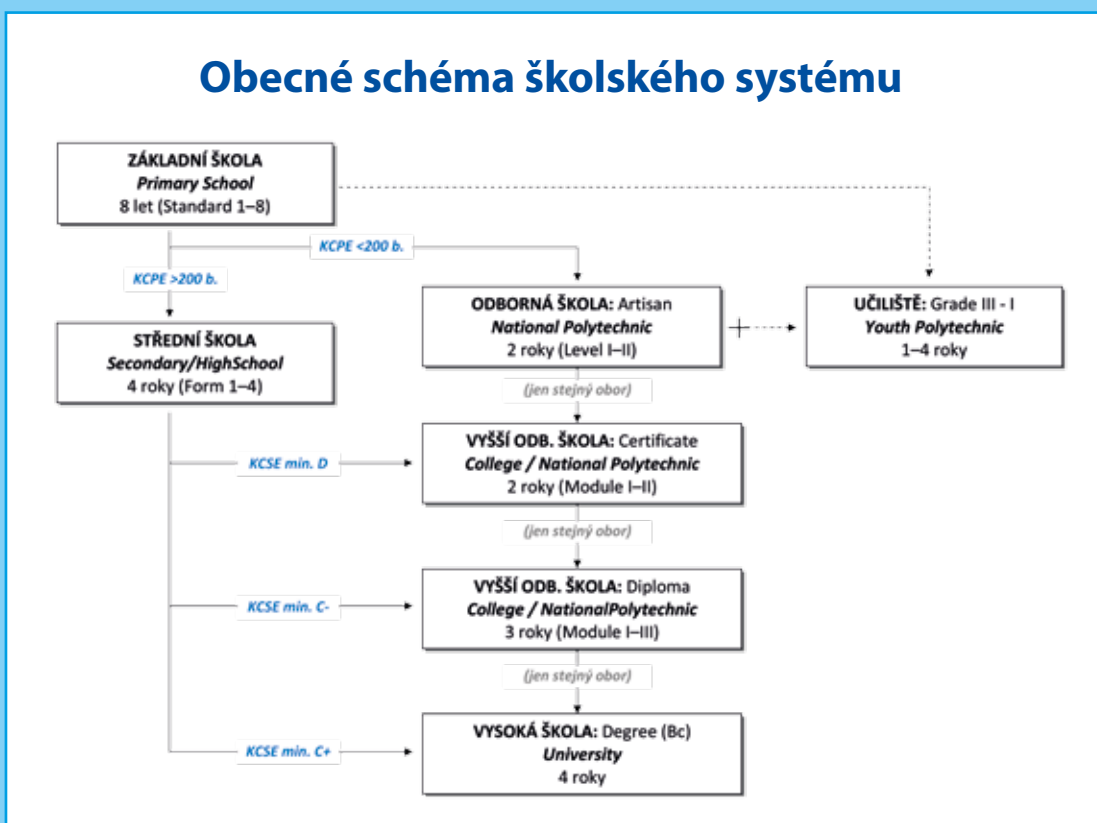 Obecné schéma školského systému
ZÁKLADNÍ ŠKOLA
Primary School
8 let (Standard 1–8)
KCPE <200 b.
KCPE >200 b.
ODBORNÁ ŠKOLA: Artisan
National Polytechnic
2 roky (Level I–II)
UČILIŠTĚ: Grade III - I
Youth Polytechnic
1–4 roky
STŘEDNÍ ŠKOLA
Secondary/HighSchool
4 roky (Form 1–4)
(jen stejný obor)
VYŠŠÍ ODB. ŠKOLA: Certificate
College / National Polytechnic
2 roky (Module I–II)
KCSE min. D
(jen stejný obor)
VYŠŠÍ ODB. ŠKOLA: Diploma
College / NationalPolytechnic
3 roky (Module I–III)
KCSE min. C-
(jen stejný obor)
VYSOKÁ ŠKOLA: Degree (Bc)
University
4 roky
KCSE min. C+